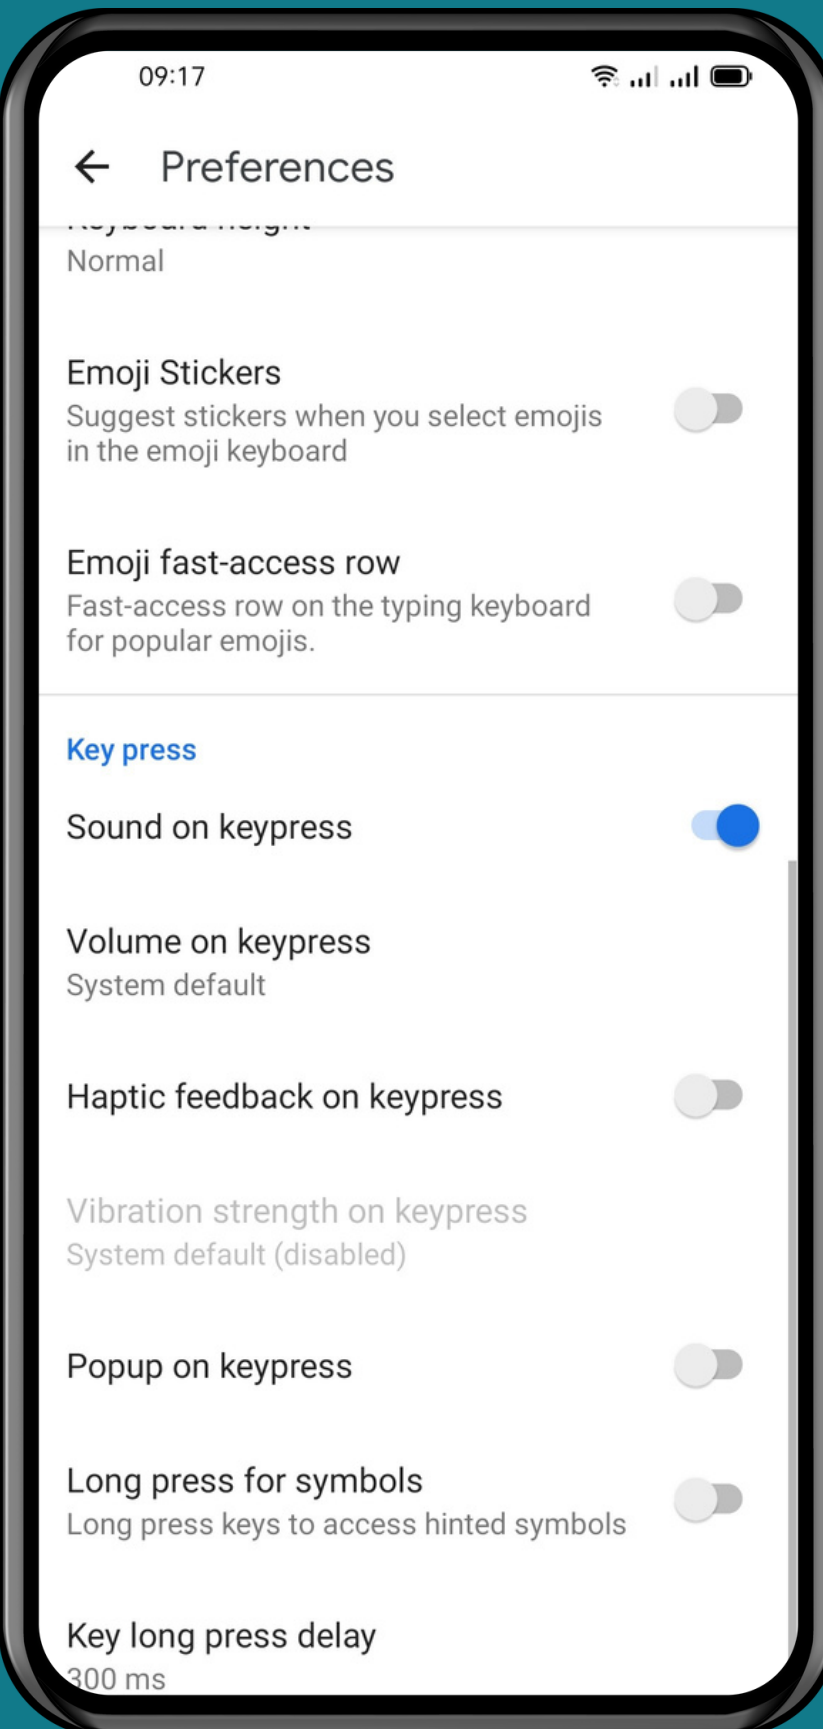 09:17
Preferences
Keyboard height
Normal
Emoji Stickers
Suggest stickers when you select emojis
in the emoji keyboard
Emoji fast-access row
Fast-access row on the typing keyboard
for popular emojis.
Key press
Sound on keypress
Volume on keypress
System default
Haptic feedback on keypress
Vibration strength on keypress
System default (disabled)
Popup on keypress
Long press for symbols
Long press keys to access hinted symbols
Key long press delay
300 ms